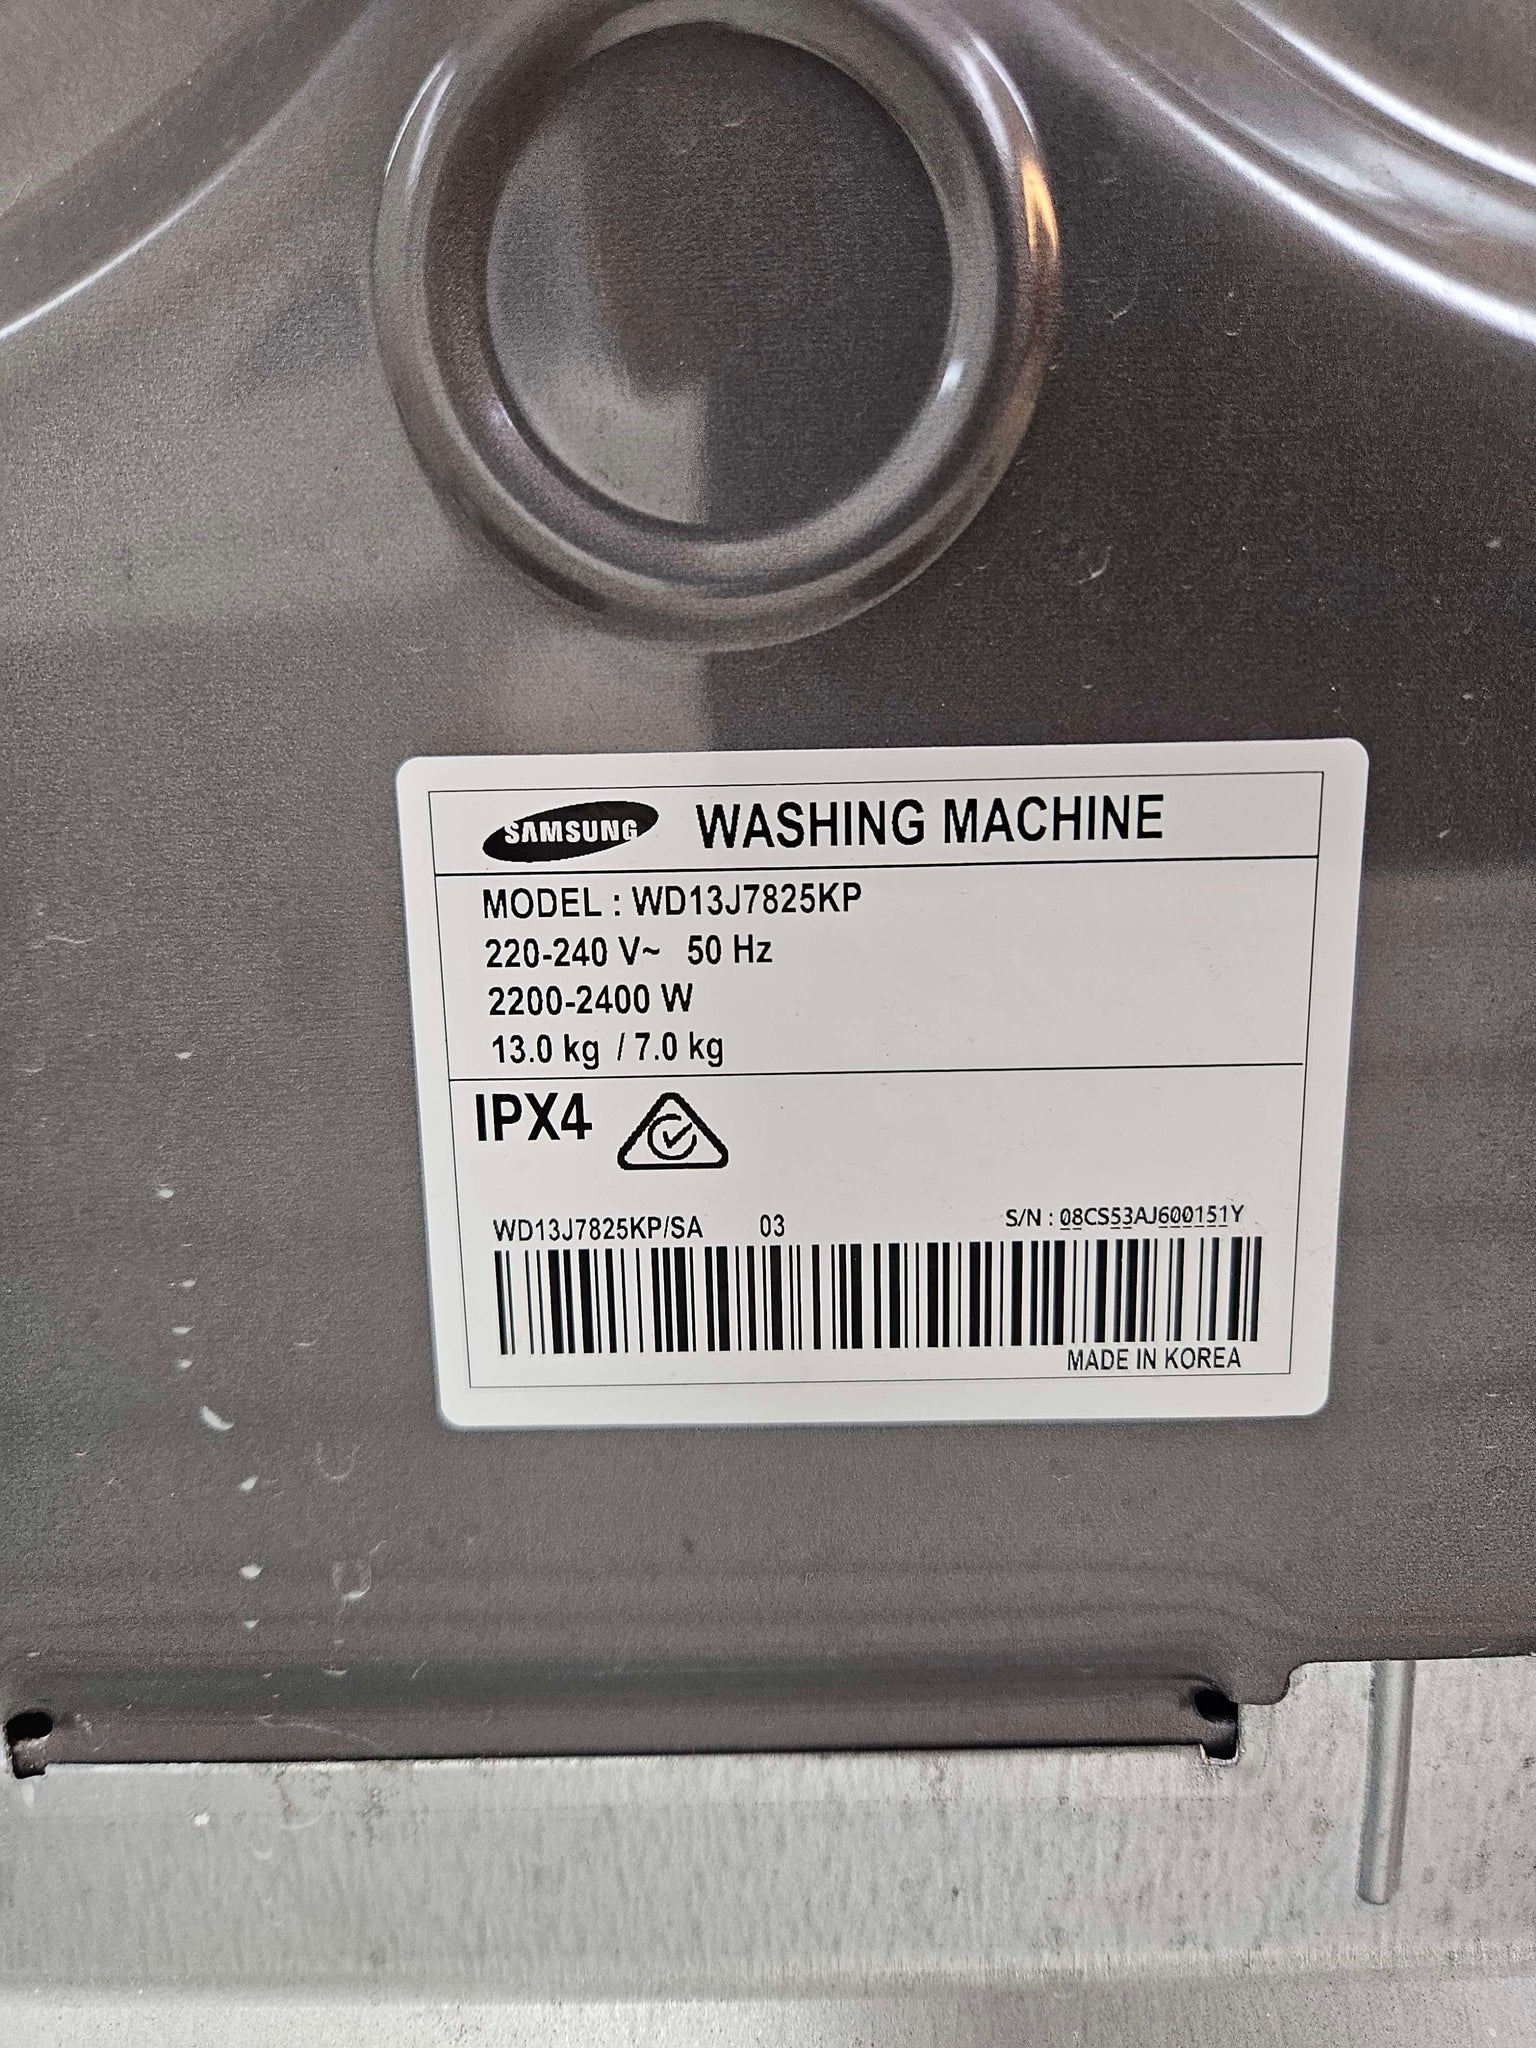 SAMSUNG WASHING MACHINE
MODEL : WD13J7825KP
220-240 V~ 50 Hz
2200-2400 W
13.0 kg / 7.0 kg
IPX4
WD13J7825KP/SA 03 S/N : 08CS53AJ600151Y
MADE IN KOREA